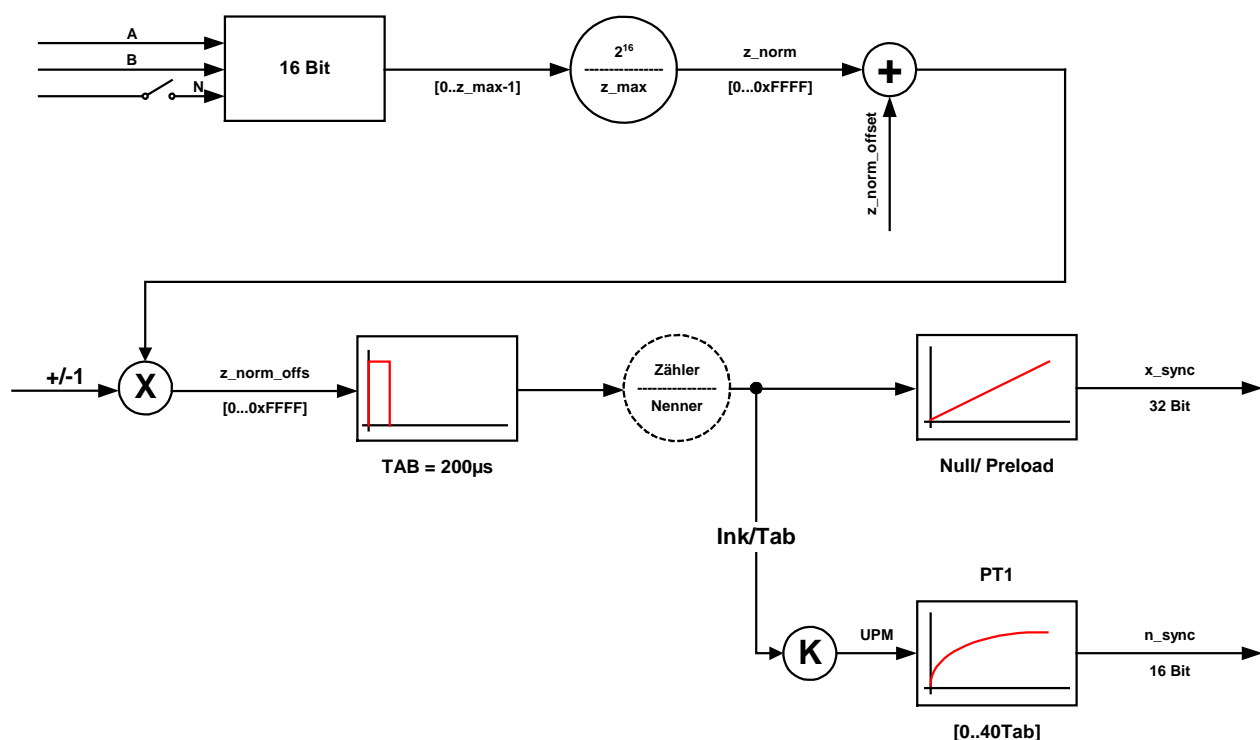 A
B
N
16 Bit
[0..z_max-1]
2¹⁶
z_max
z_norm
[0...0xFFFF]
+
z_norm_offset
+/-1
X
z_norm_offs
[0...0xFFFF]
TAB = 200µs
Zähler
Nenner
x_sync
32 Bit
Null/ Preload
Ink/Tab
PT1
K
UPM
n_sync
16 Bit
[0..40Tab]